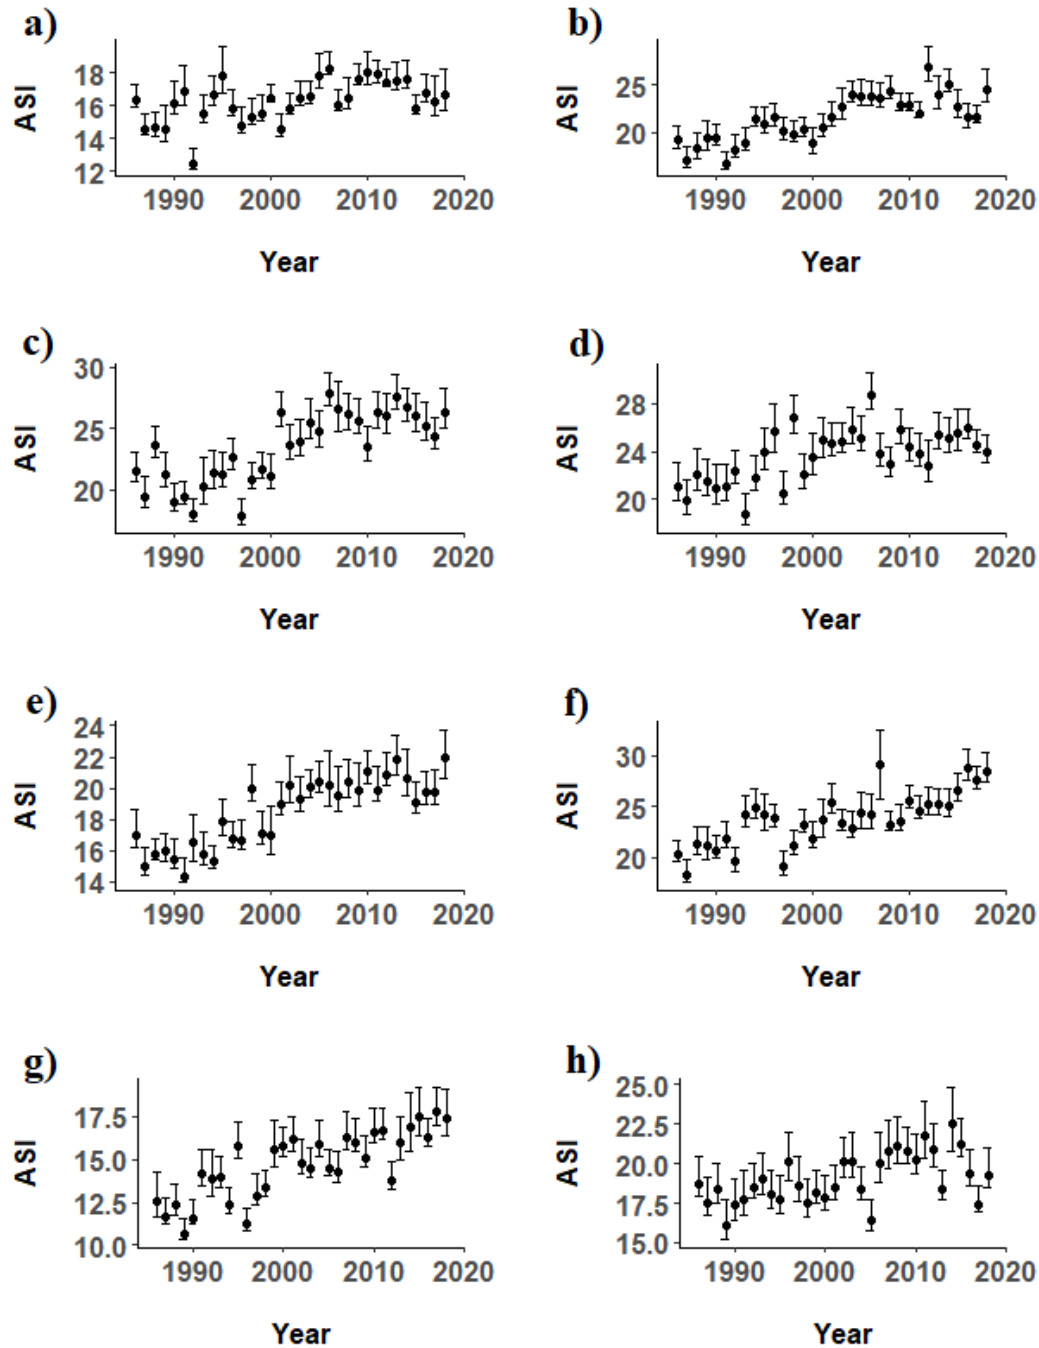 a) b)
ASI 18 16 14 12 ASI 25 20
1990 2000 2010 2020 1990 2000 2010 2020
Year Year
c) d)
ASI 30 25 20 ASI 28 24 20
1990 2000 2010 2020 1990 2000 2010 2020
Year Year
e) f)
ASI 24 22 20 18 16 14 ASI 30 25 20
1990 2000 2010 2020 1990 2000 2010 2020
Year Year
g) h)
ASI 17.5 15.0 12.5 10.0 ASI 25.0 22.5 20.0 17.5 15.0
1990 2000 2010 2020 1990 2000 2010 2020
Year Year